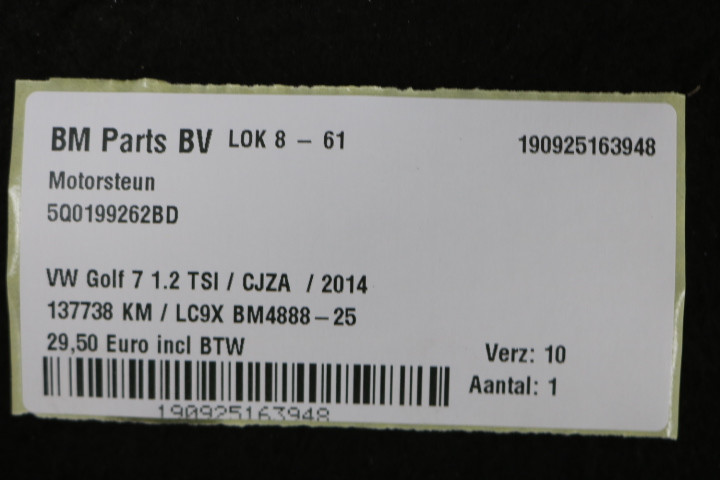 BM Parts BV LOK 8 – 61 190925163948
Motorsteun
5Q0199262BD
VW Golf 7 1.2 TSI / CJZA / 2014
137738 KM / LC9X BM4888–25
29,50 Euro incl BTW
Verz: 10
Aantal: 1
190925163948